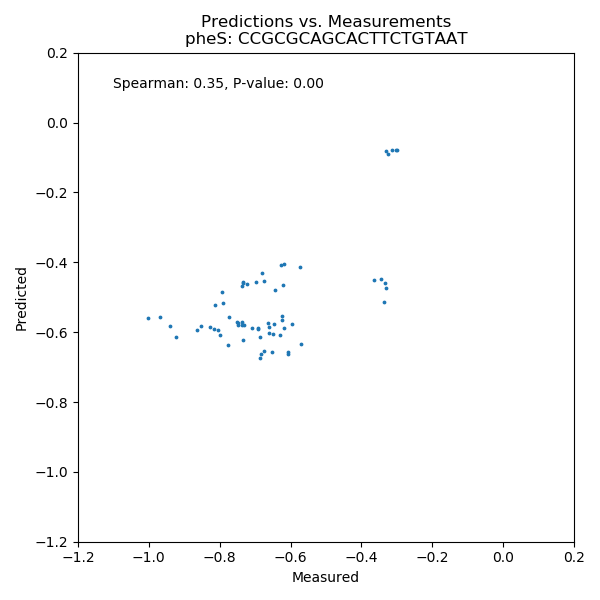 Predictions vs. Measurements
pheS: CCGCGCAGCACTTCTGTAAT
Spearman: 0.35, P-value: 0.00
0.2
0.0
−0.2
−0.4
−0.6
−0.8
−1.0
−1.2
Predicted
−1.2 −1.0 −0.8 −0.6 −0.4 −0.2 0.0 0.2
Measured